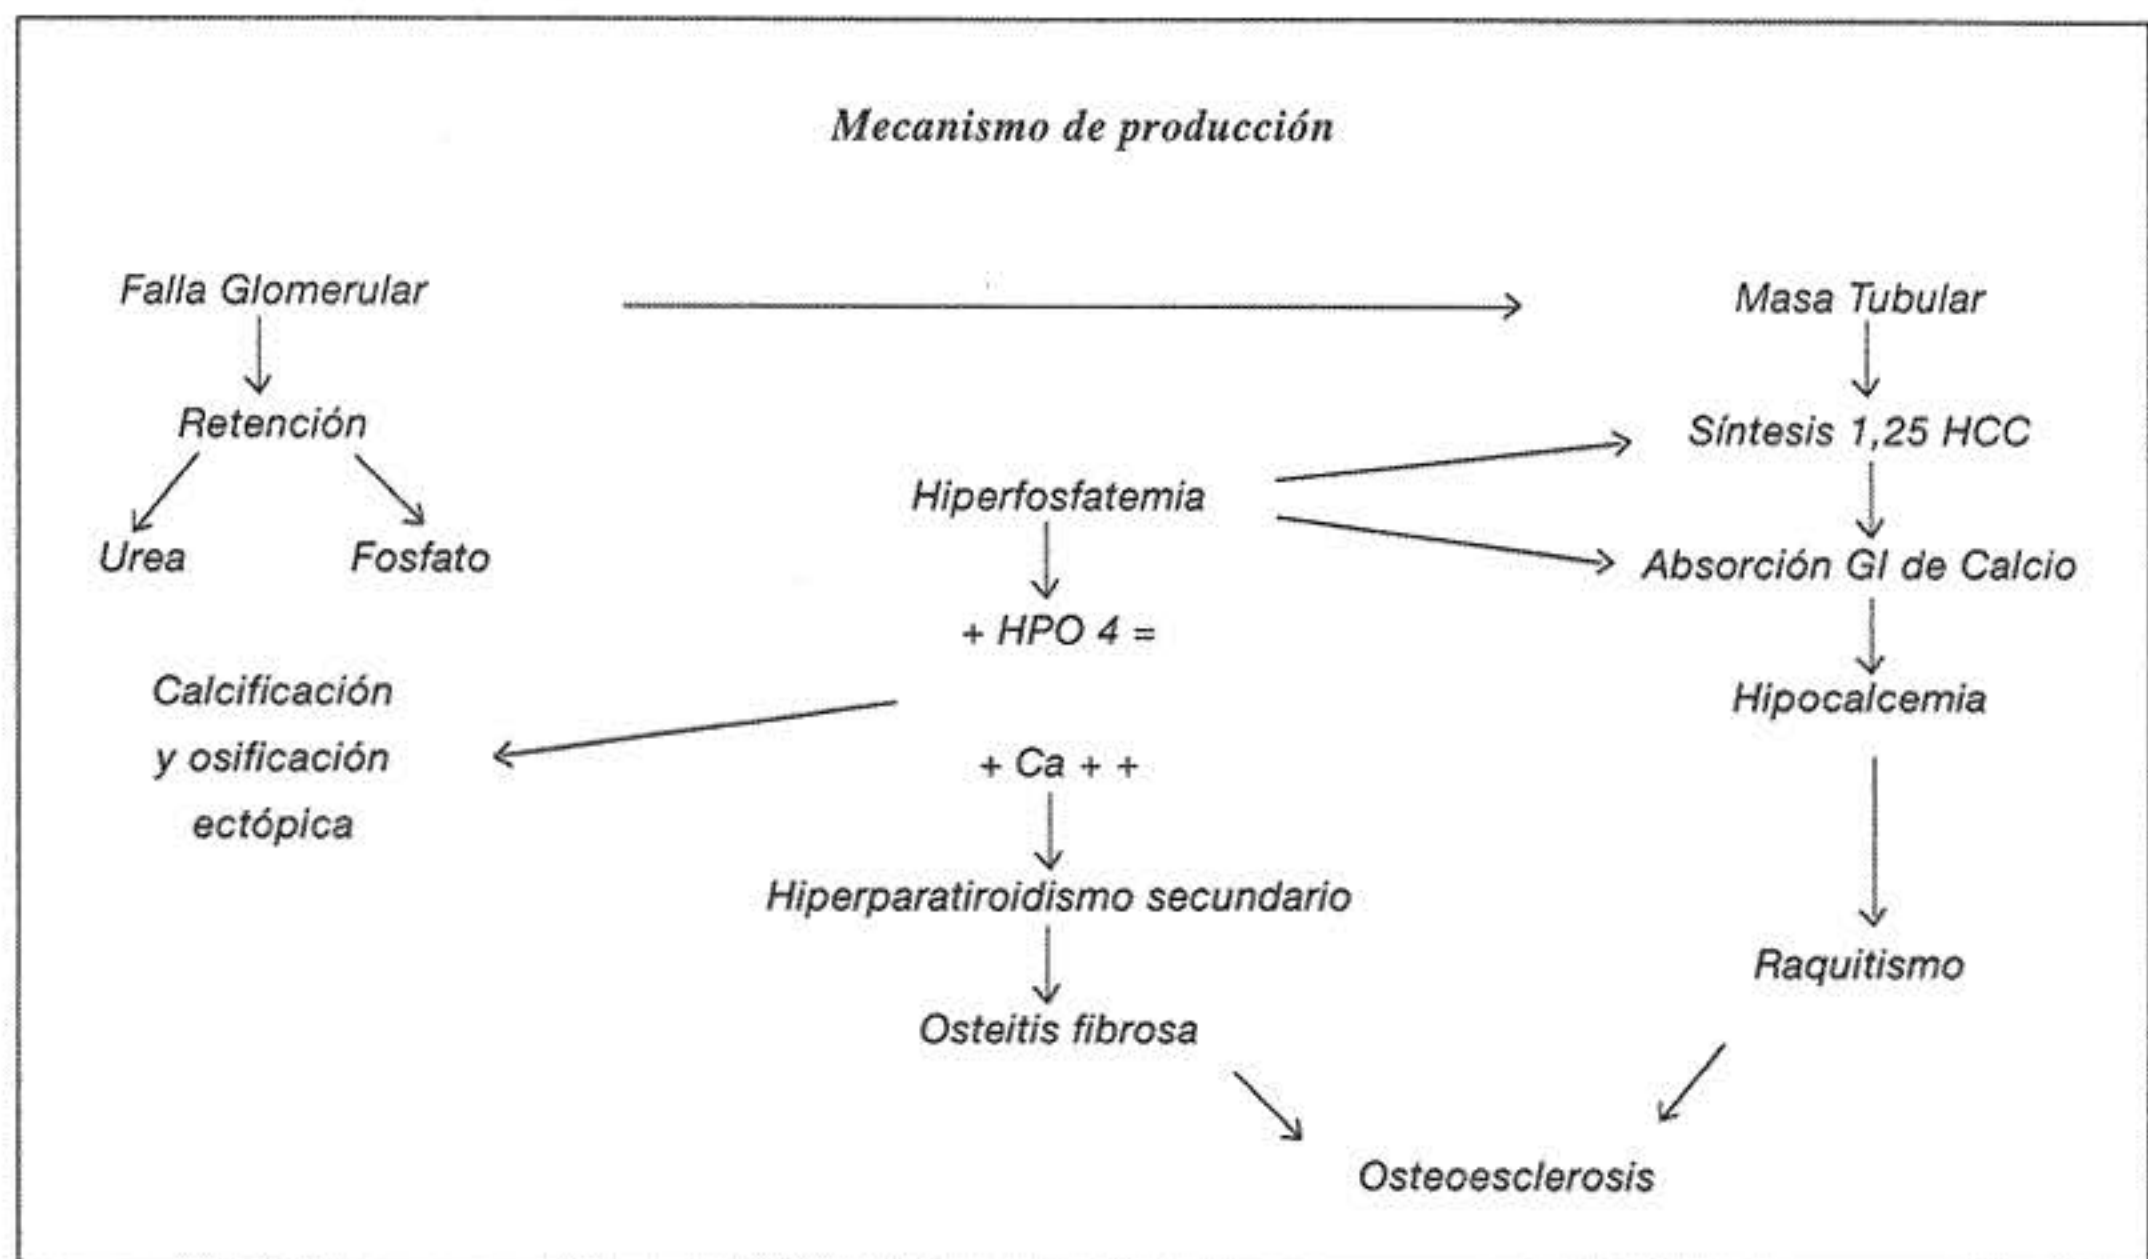 Mecanismo de producción
Falla Glomerular
Masa Tubular
Retención
Síntesis 1,25 HCC
Hiperfosfatemia
Urea
Fosfato
Absorción GI de Calcio
+ HPO 4 =
Calcificación
y osificación
ectópica
Hipocalcemia
+ Ca + +
Hiperparatiroidismo secundario
Raquitismo
Osteitis fibrosa
Osteoesclerosis